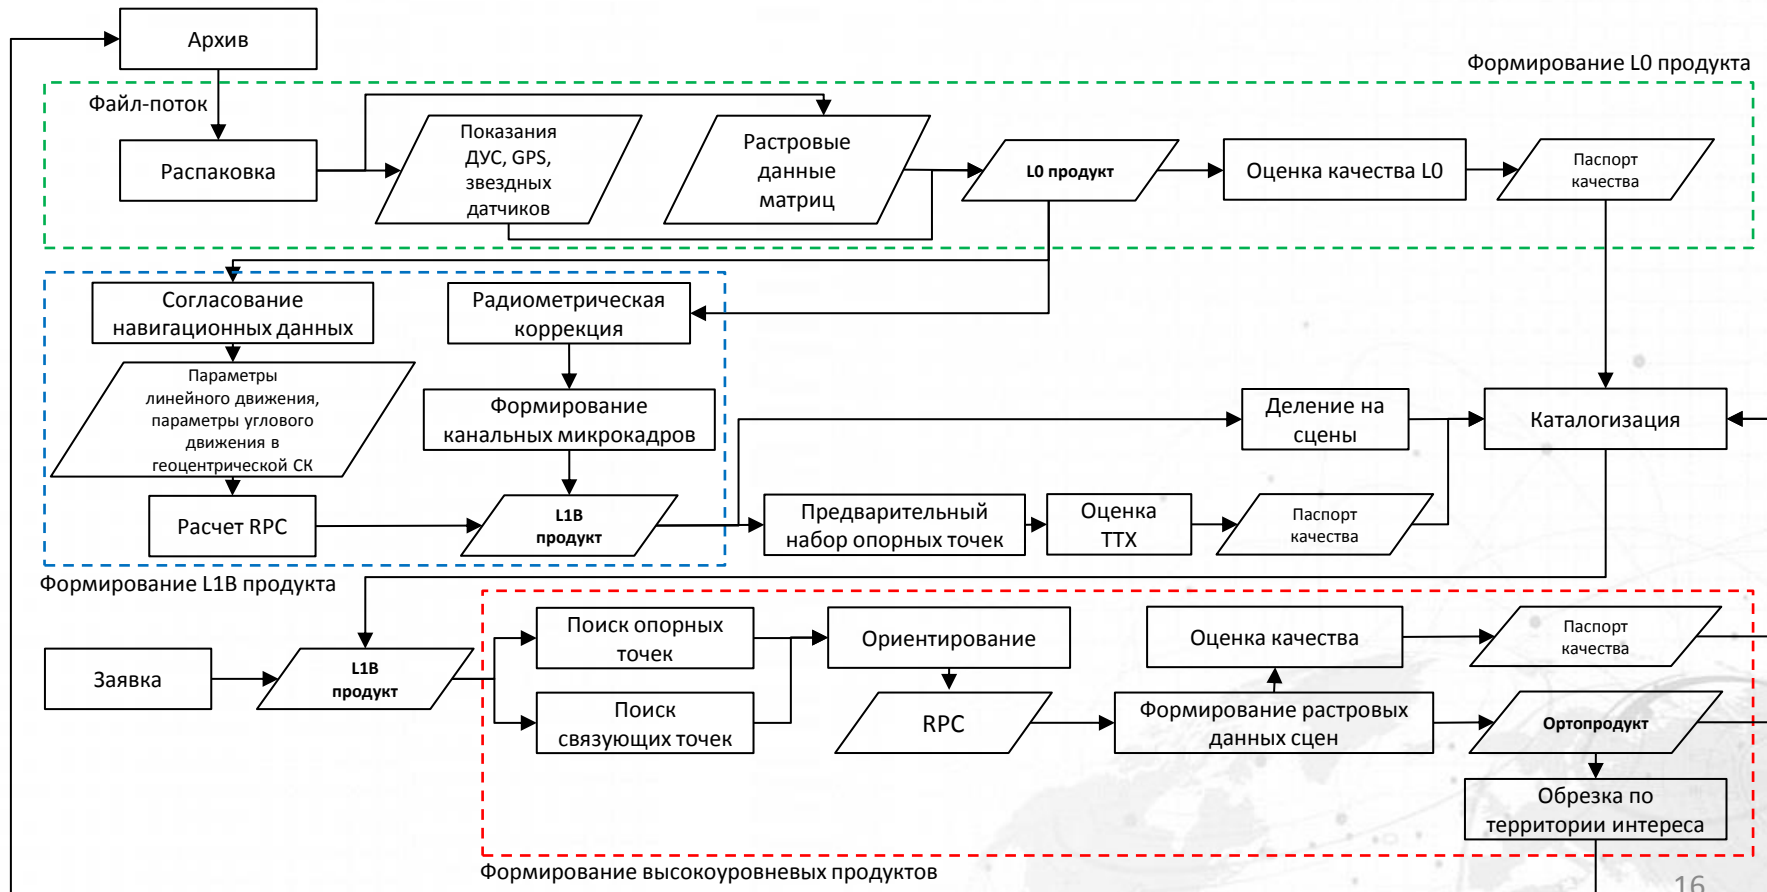 Архив
Формирование L0 продукта
Файл-поток
Распаковка
Показания
ДУС, GPS,
звездных
датчиков
Растровые
данные
матриц
L0 продукт
Оценка качества L0
Паспорт
качества
Согласование
навигационных данных
Радиометрическая
коррекция
Параметры
линейного движения,
параметры углового
движения в
геоцентрической СК
Формирование
канальных микрокадров
Деление на
сцены
Каталогизация
Расчет RPC
L1B
продукт
Предварительный
набор опорных точек
Оценка
ТТХ
Паспорт
качества
Формирование L1B продукта
Заявка
L1B
продукт
Поиск опорных
точек
Поиск
связующих точек
Ориентирование
RPC
Оценка качества
Формирование растровых
данных сцен
Паспорт
качества
Ортопродукт
Обрезка по
территории интереса
Формирование высокоуровневых продуктов
16